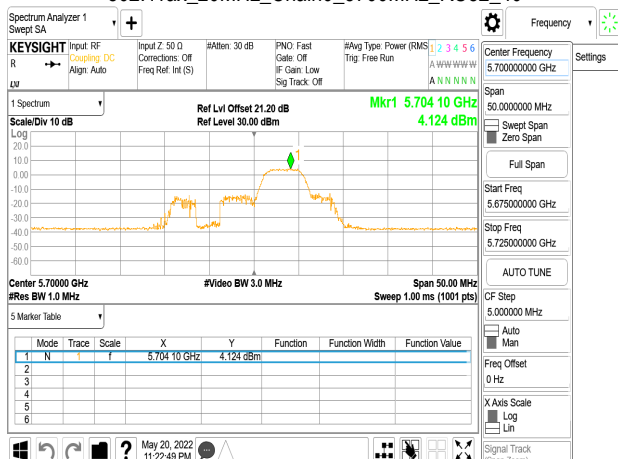 Spectrum Analyzer 1
Swept SA
Frequency
KEYSIGHT
R
LXI
Input: RF
Coupling: DC
Align: Auto
Input Z: 50 Ω
Corrections: Off
Freq Ref: Int (S)
#Atten: 30 dB
PNO: Fast
Gate: Off
IF Gain: Low
Sig Track: Off
#Avg Type: Power (RMS
Trig: Free Run
1 2 3 4 5 6
A W W W W W
A N N N N N
Center Frequency
5.700000000 GHz
Settings
Span
50.0000000 MHz
Swept Span
Zero Span
Full Span
Start Freq
5.675000000 GHz
Stop Freq
5.725000000 GHz
AUTO TUNE
CF Step
5.000000 MHz
Auto
Man
Freq Offset
0 Hz
X Axis Scale
Log
Lin
Signal Track
1 Spectrum
Scale/Div 10 dB
Log
Ref Lvl Offset 21.20 dB
Ref Level 30.00 dBm
Mkr1 5.704 10 GHz
4.124 dBm
20.0
10.0
0.00
-10.0
-20.0
-30.0
-40.0
-50.0
-60.0
1
Center 5.70000 GHz
#Res BW 1.0 MHz
#Video BW 3.0 MHz
Span 50.00 MHz
Sweep 1.00 ms (1001 pts)
5 Marker Table
Mode Trace Scale X Y Function Function Width Function Value
1 N 1 f 5.704 10 GHz 4.124 dBm
2
3
4
5
6
?
May 20, 2022
11:22:49 PM